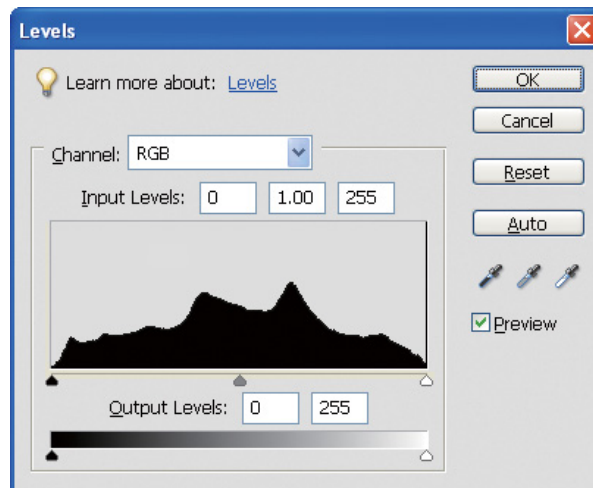 Levels
Learn more about: Levels
OK
Cancel
Channel: RGB
Reset
Input Levels: 0 1.00 255
Auto
Preview
Output Levels: 0 255